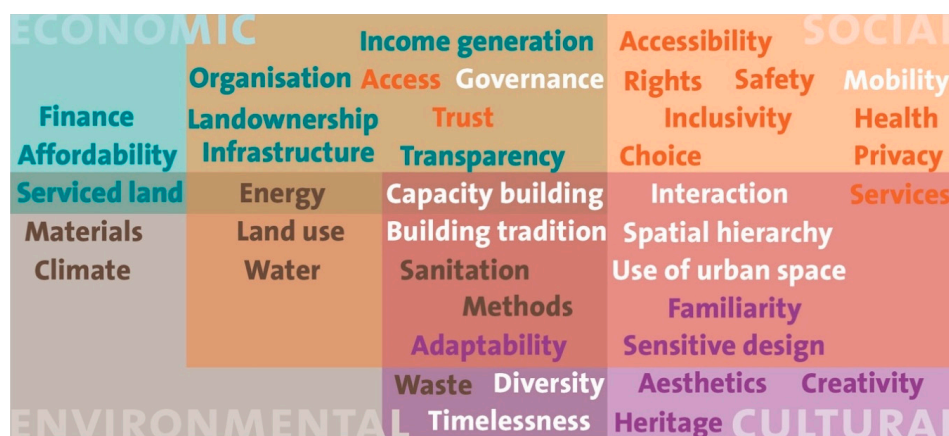 ECONOMIC
SOCIAL
Income generation
Accessibility
Organisation Access Governance
Rights Safety Mobility
Finance
Landownership
Trust
Inclusivity
Health
Affordability
Infrastructure
Transparency
Choice
Privacy
Serviced land
Energy
Capacity building
Interaction
Services
Materials
Land use
Building tradition
Spatial hierarchy
Climate
Water
Sanitation
Use of urban space
Methods
Familiarity
Adaptability
Sensitive design
Waste Diversity
Aesthetics Creativity
ENVIRONMENTAL
Timelessness
Heritage
CULTURAL